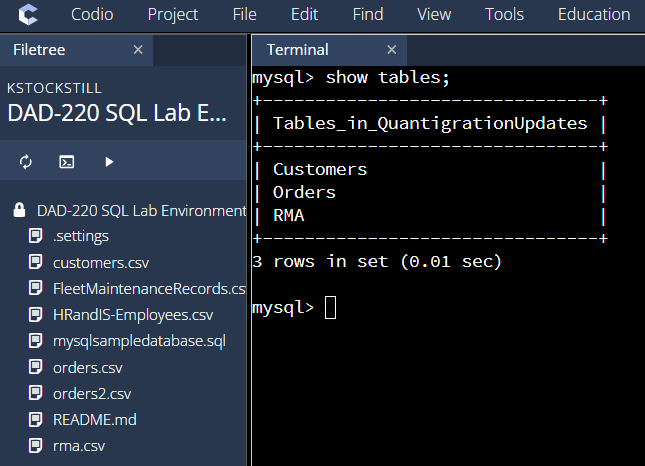 Codio Project File Edit Find View Tools Education
Filetree ×
KSTOCKSTILL
DAD-220 SQL Lab E...
DAD-220 SQL Lab Environment
.settings
customers.csv
FleetMaintenanceRecords.cs
HRandIS-Employees.csv
mysqlsampledatabase.sql
orders.csv
orders2.csv
README.md
rma.csv
Terminal ×
mysql> show tables;
+---------------------------------+
| Tables_in_QuantigrationUpdates |
+---------------------------------+
| Customers |
| Orders |
| RMA |
+---------------------------------+
3 rows in set (0.01 sec)
mysql>